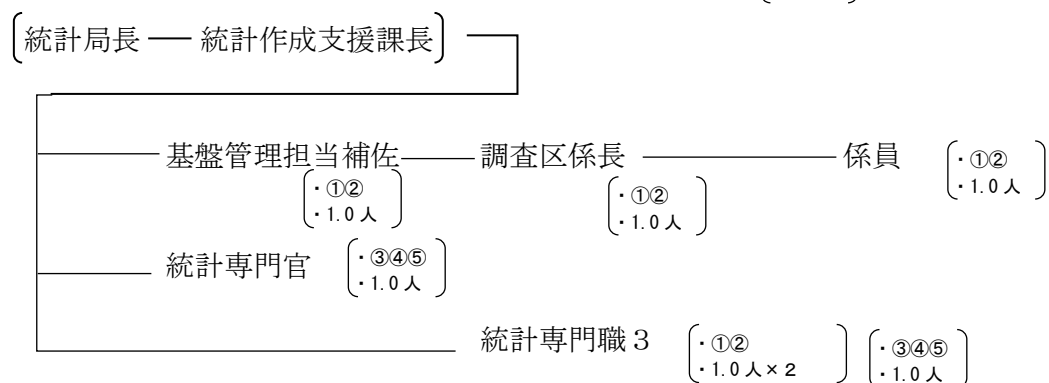 統計局長 ― 統計作成支援課長
基盤管理担当補佐 調査区係長 係員
・①②
・1.0人
・①②
・1.0人
・①②
・1.0人
統計専門官
・③④⑤
・1.0人
統計専門職3
・①②
・1.0人×2
・③④⑤
・1.0人